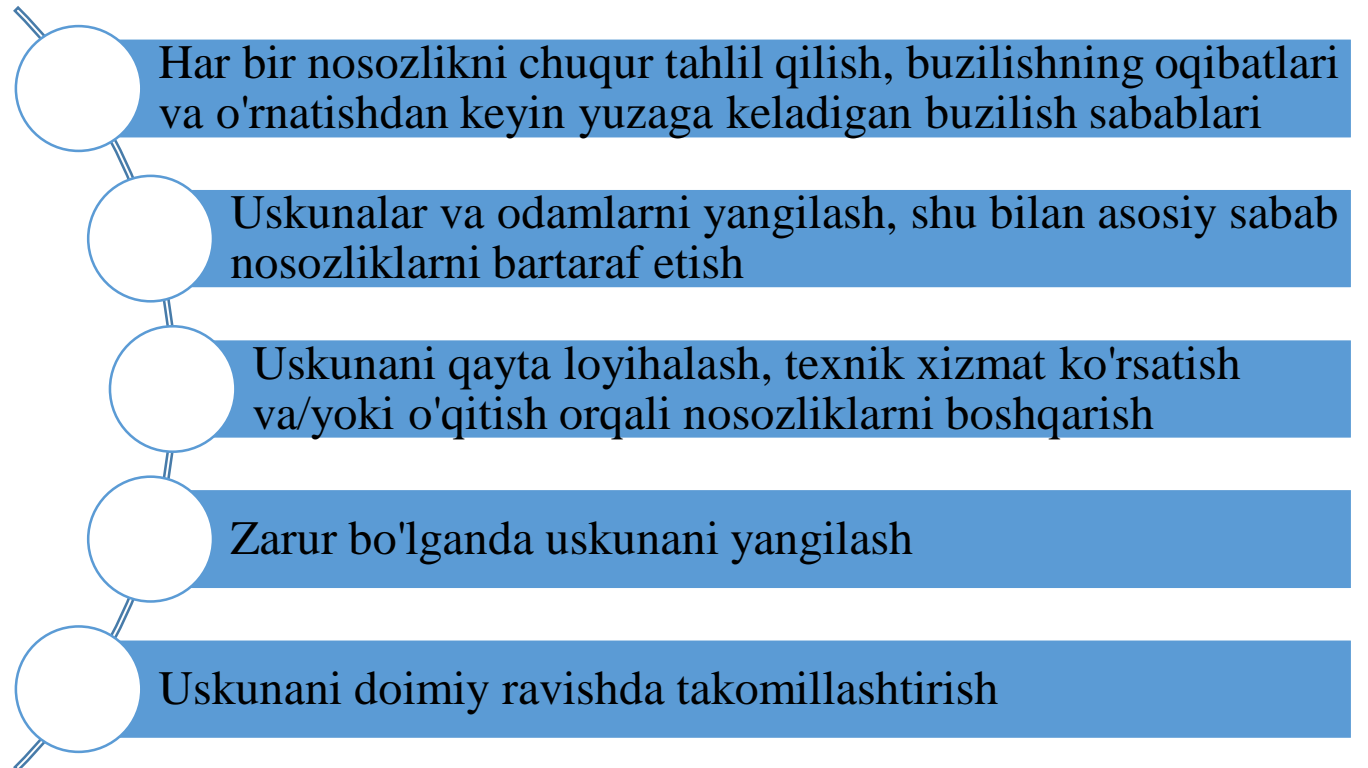 Har bir nosozlikni chuqur tahlil qilish, buzilishning oqibatlari
va o'rnatishdan keyin yuzaga keladigan buzilish sabablari
Uskunalar va odamlarni yangilash, shu bilan asosiy sabab
nosozliklarni bartaraf etish
Uskunani qayta loyihalash, texnik xizmat ko'rsatish
va/yoki o'qitish orqali nosozliklarni boshqarish
Zarur bo'lganda uskunani yangilash
Uskunani doimiy ravishda takomillashtirish